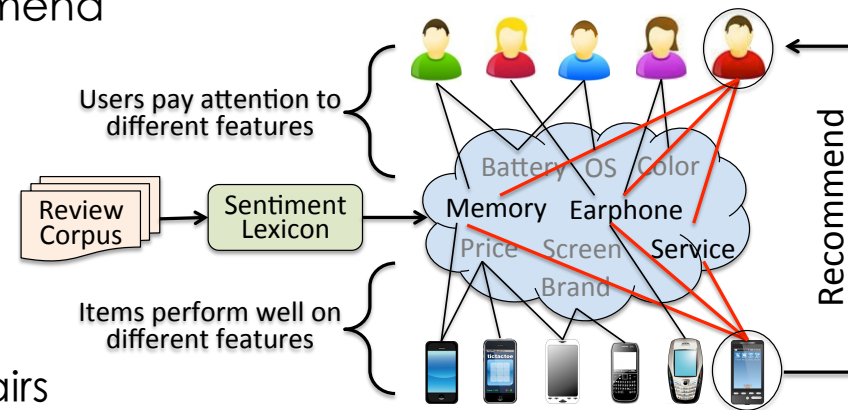 mend
Users pay attention to
different features
Battery OS Color
Review
Corpus
Sentiment
Lexicon
Memory Earphone
Price Screen Service
Brand
Items perform well on
different features
Recommend
tictactoe
airs